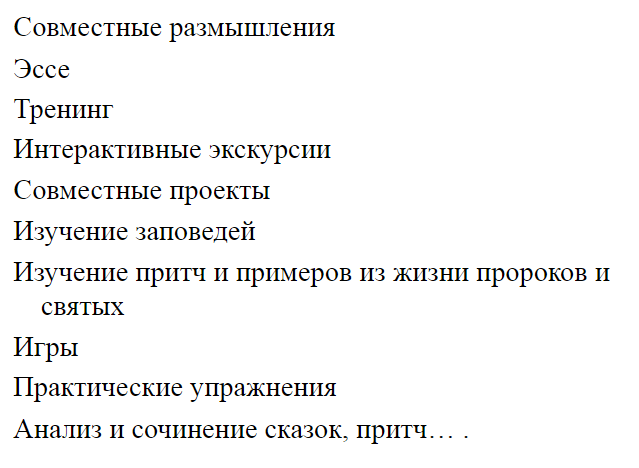 Совместные размышления
Эссе
Тренинг
Интерактивные экскурсии
Совместные проекты
Изучение заповедей
Изучение притч и примеров из жизни пророков и
святых
Игры
Практические упражнения
Анализ и сочинение сказок, притч… .